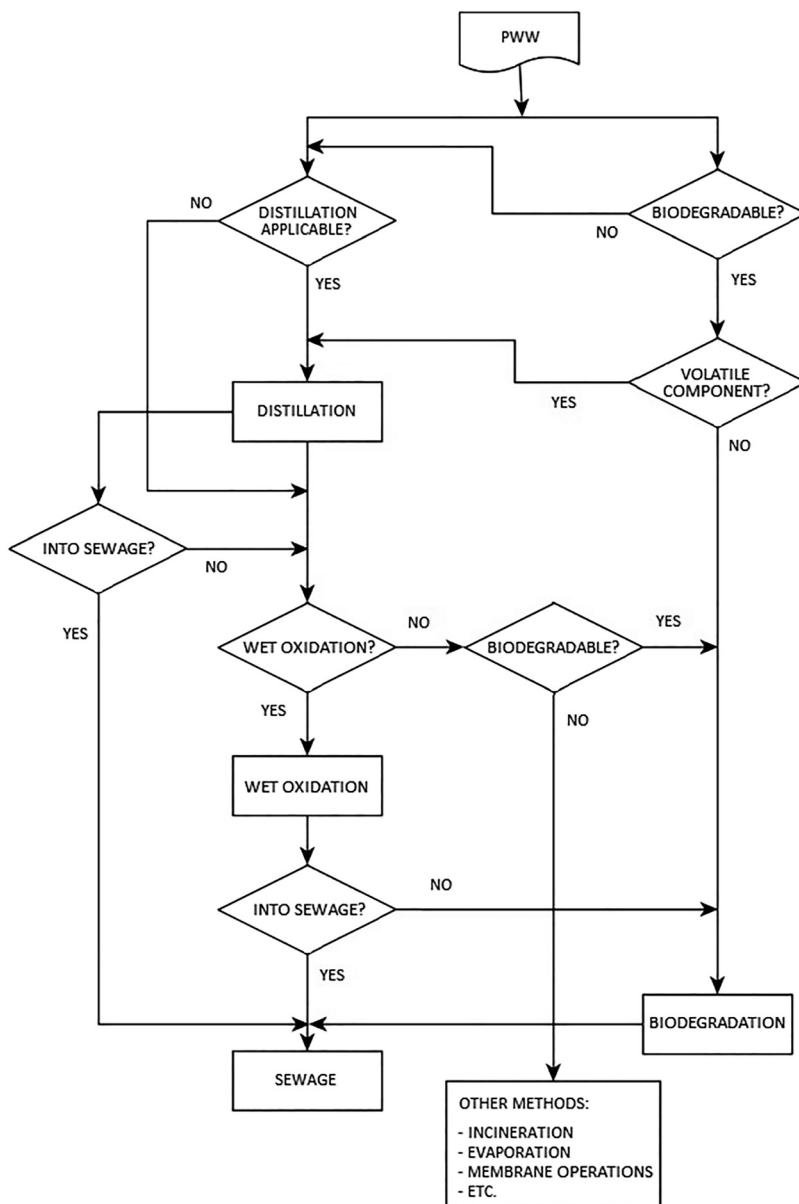 PWW
NO
DISTILLATION
APPLICABLE?
NO
BIODEGRADABLE?
YES
YES
VOLATILE
COMPONENT?
YES
DISTILLATION
NO
INTO SEWAGE?
NO
YES
WET OXIDATION?
NO
BIODEGRADABLE?
YES
YES
NO
WET OXIDATION
INTO SEWAGE?
NO
YES
BIODEGRADATION
SEWAGE
OTHER METHODS:
- INCINERATION
- EVAPORATION
- MEMBRANE OPERATIONS
- ETC.